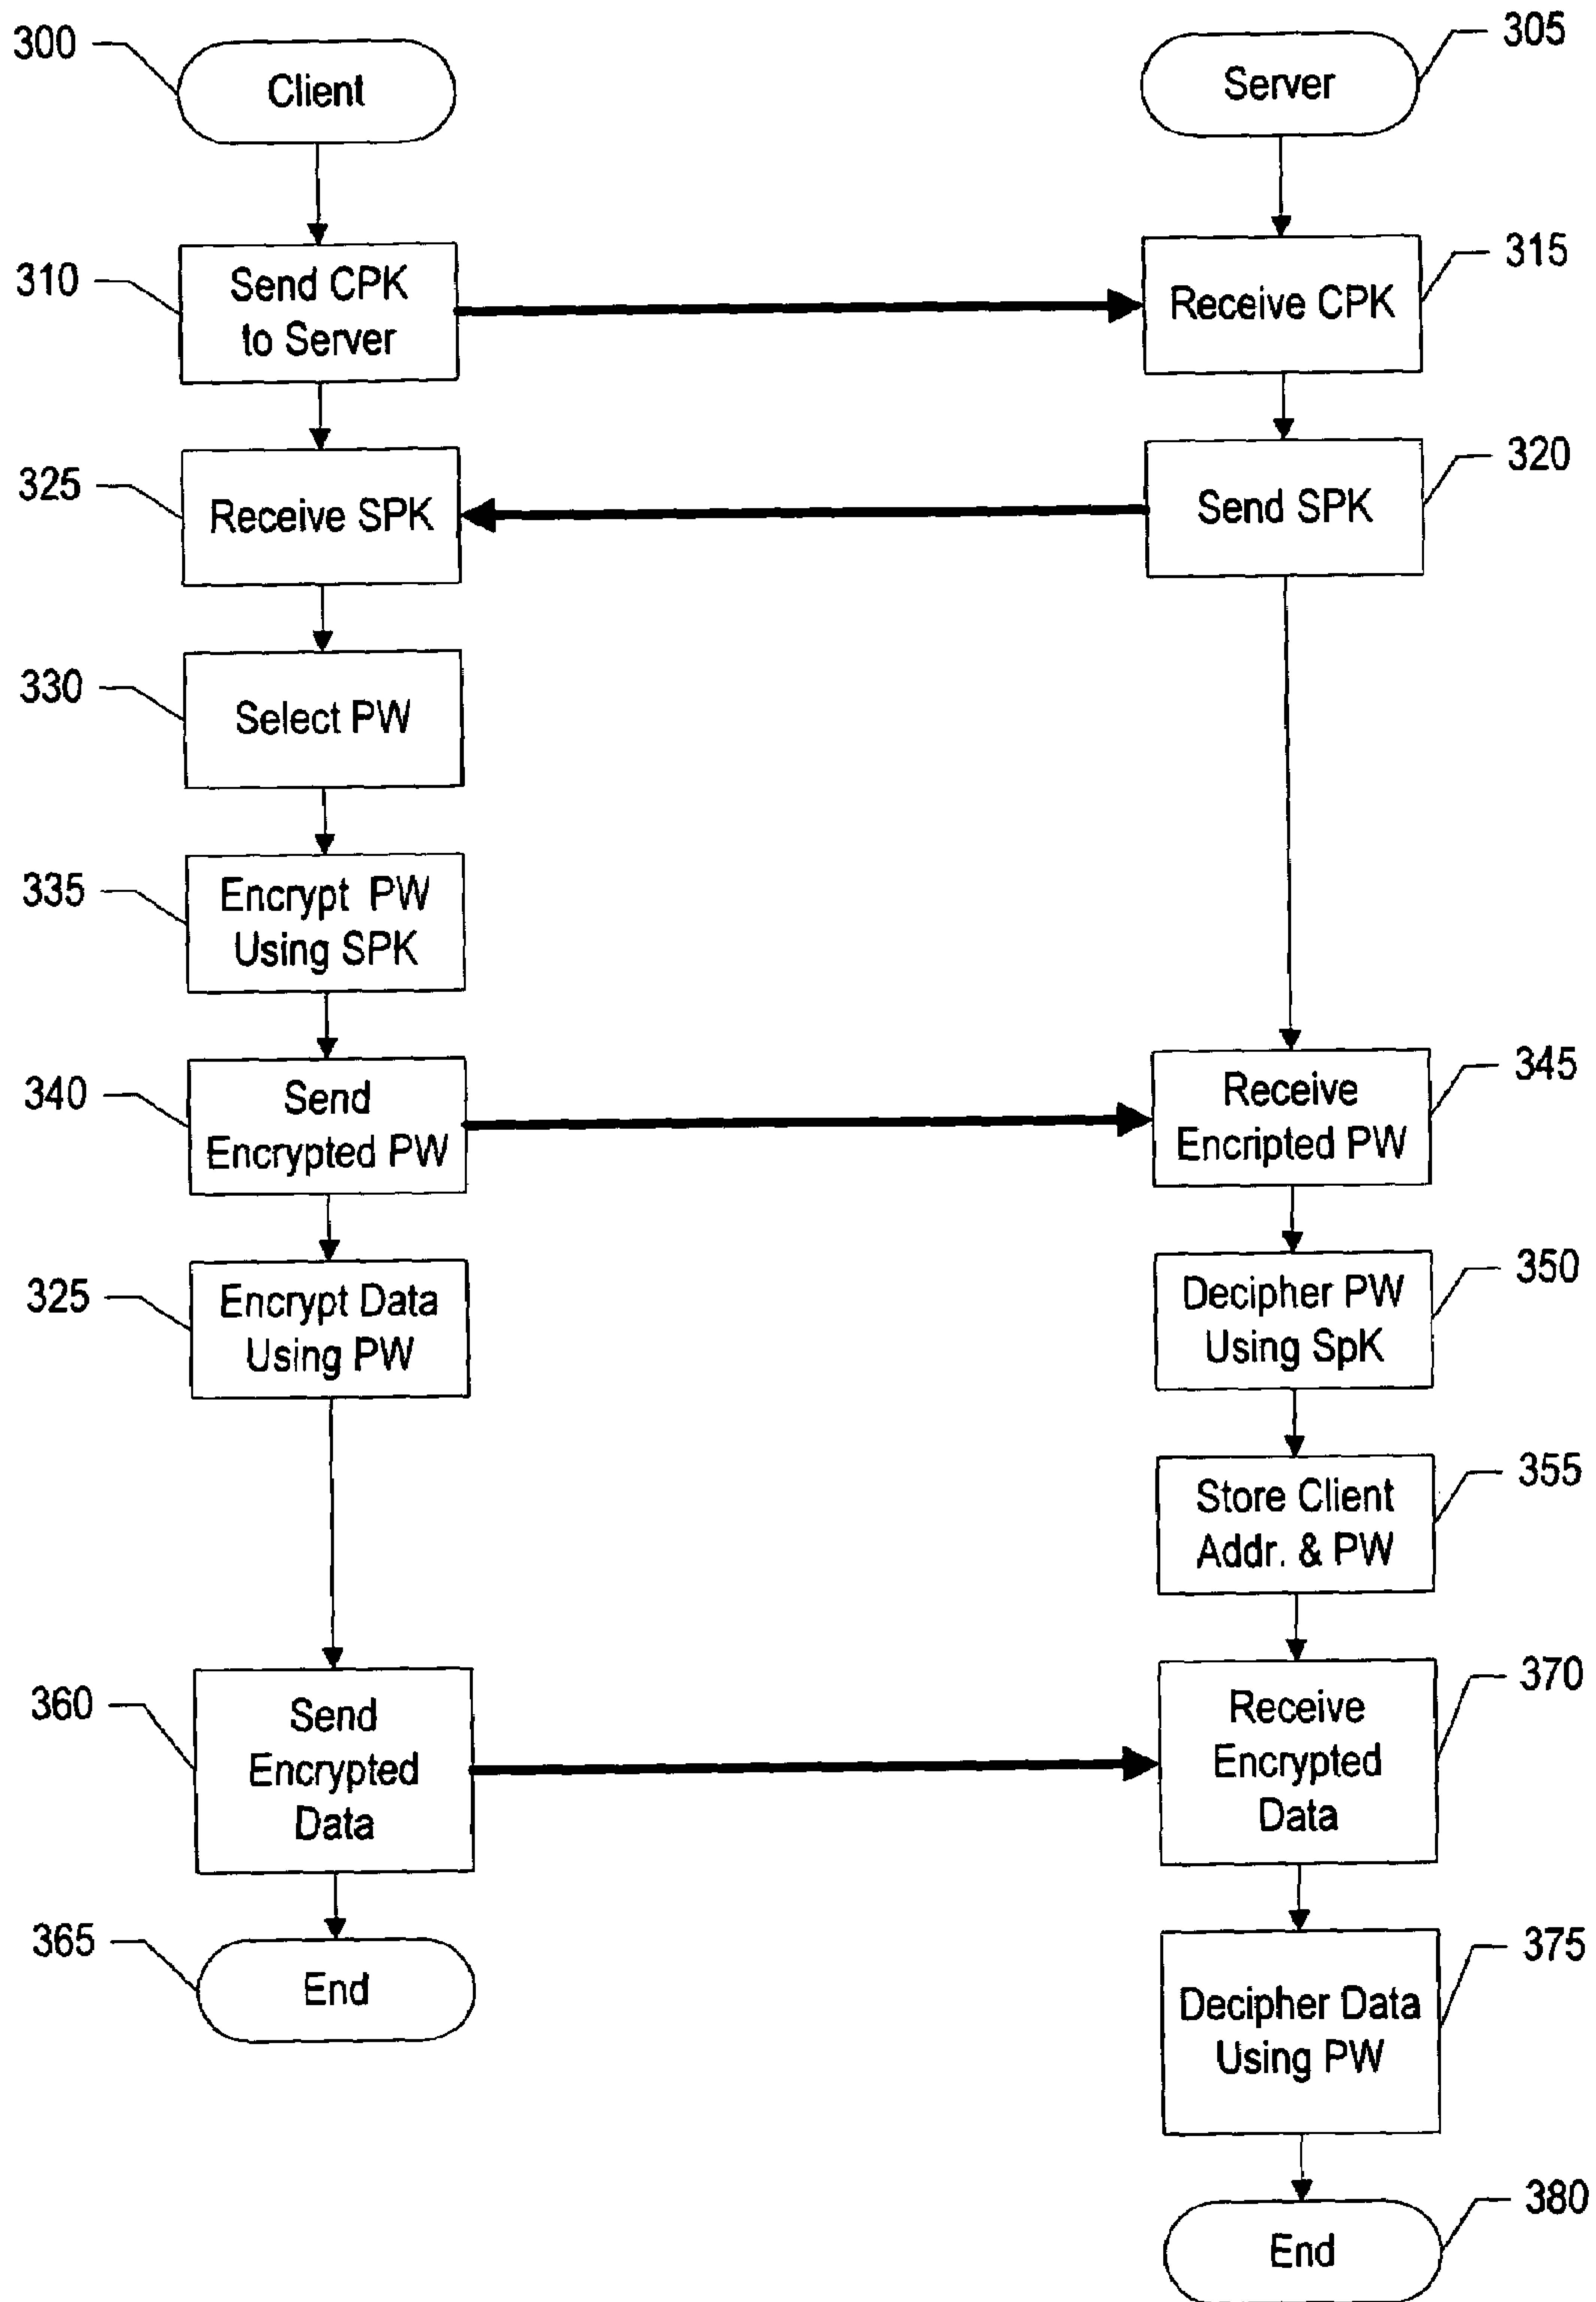 300
Client
305
Server
310
Send CPK
to Server
315
Receive CPK
325
Receive SPK
320
Send SPK
330
Select PW
335
Encrypt PW
Using SPK
340
Send
Encrypted PW
345
Receive
Encripted PW
325
Encrypt Data
Using PW
350
Decipher PW
Using SpK
355
Store Client
Addr. & PW
360
Send
Encrypted
Data
370
Receive
Encrypted
Data
365
End
375
Decipher Data
Using PW
380
End